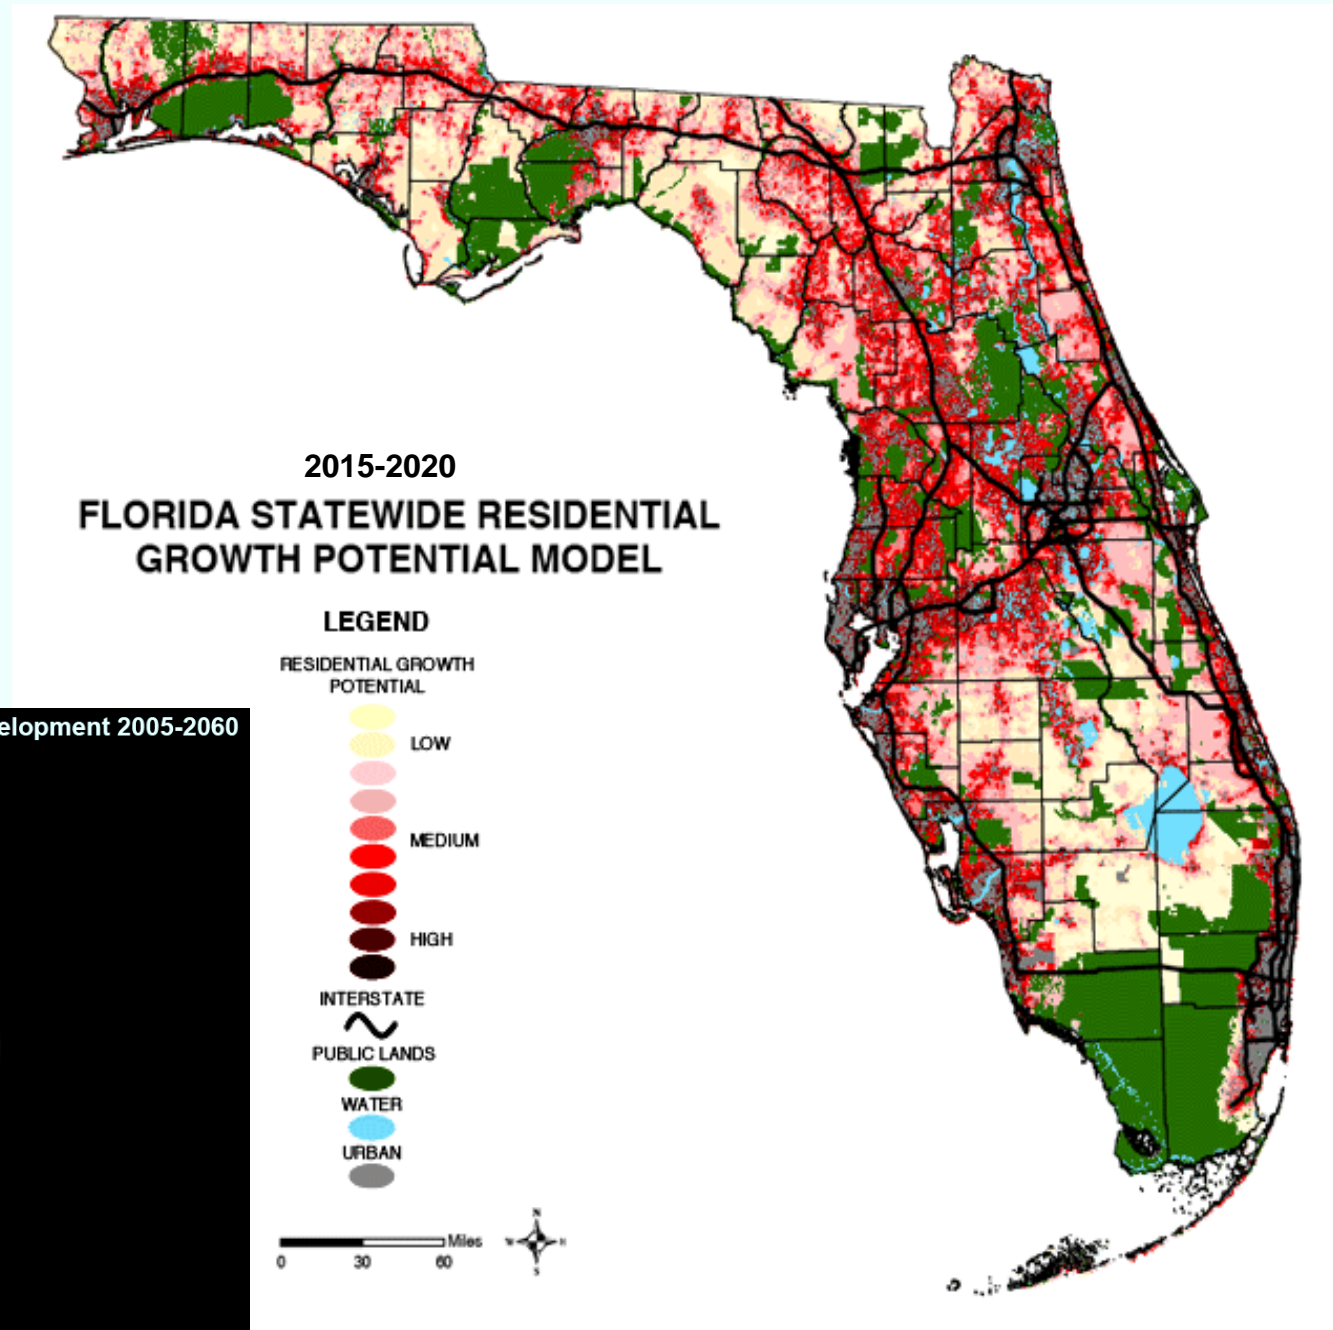 2015-2020
FLORIDA STATEWIDE RESIDENTIAL
GROWTH POTENTIAL MODEL
LEGEND
RESIDENTIAL GROWTH
POTENTIAL
LOW
MEDIUM
HIGH
INTERSTATE
PUBLIC LANDS
WATER
URBAN
Miles
0 30 60
N
W
S
elopment 2005-2060